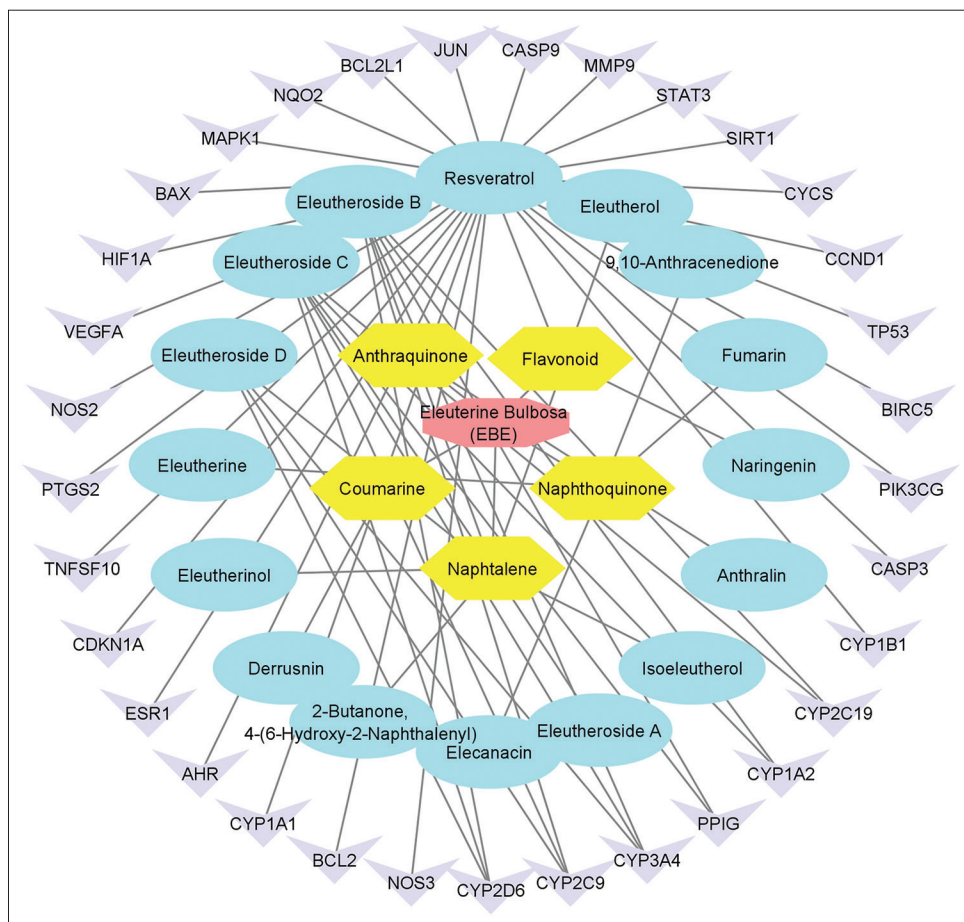 JUN
CASP9
BCL2L1
MMP9
NQO2
STAT3
MAPK1
SIRT1
Resveratrol
BAX
CYCS
Eleutheroside B
Eleutherol
HIF1A
Eleutheroside C
9,10-Anthracenedione
CCND1
VEGFA
TP53
Eleutheroside D
Anthraquinone
Flavonoid
Fumarin
NOS2
BIRC5
Eleuterine Bulbosa
(EBE)
Eleutherine
Naringenin
PTGS2
Coumarine
Naphthoquinone
PIK3CG
TNFSF10
CASP3
Eleutherinol
Naphtalene
Anthralin
CDKN1A
CYP1B1
Derrusnin
Isoeleutherol
ESR1
CYP2C19
2-Butanone,
4-(6-Hydroxy-2-Naphthalenyl)
Eleutheroside A
Elecanacin
AHR
CYP1A2
CYP1A1
PPIG
BCL2
CYP3A4
NOS3
CYP2D6
CYP2C9